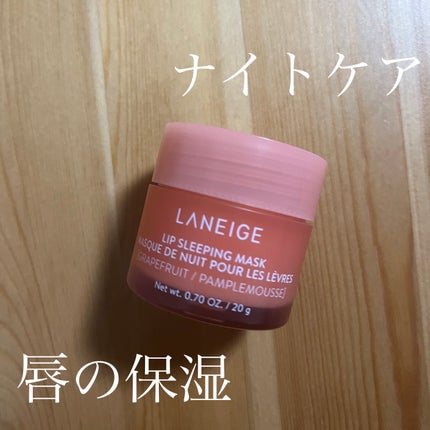 ナイトケア
LANEIGE
LIP SLEEPING MASK
MASQUE DE NUIT POUR LES LÈVRES
[GRAPEFRUIT / PAMPLEMOUSSE]
Net wt. 0.70 OZ. / 20 g
唇の保湿